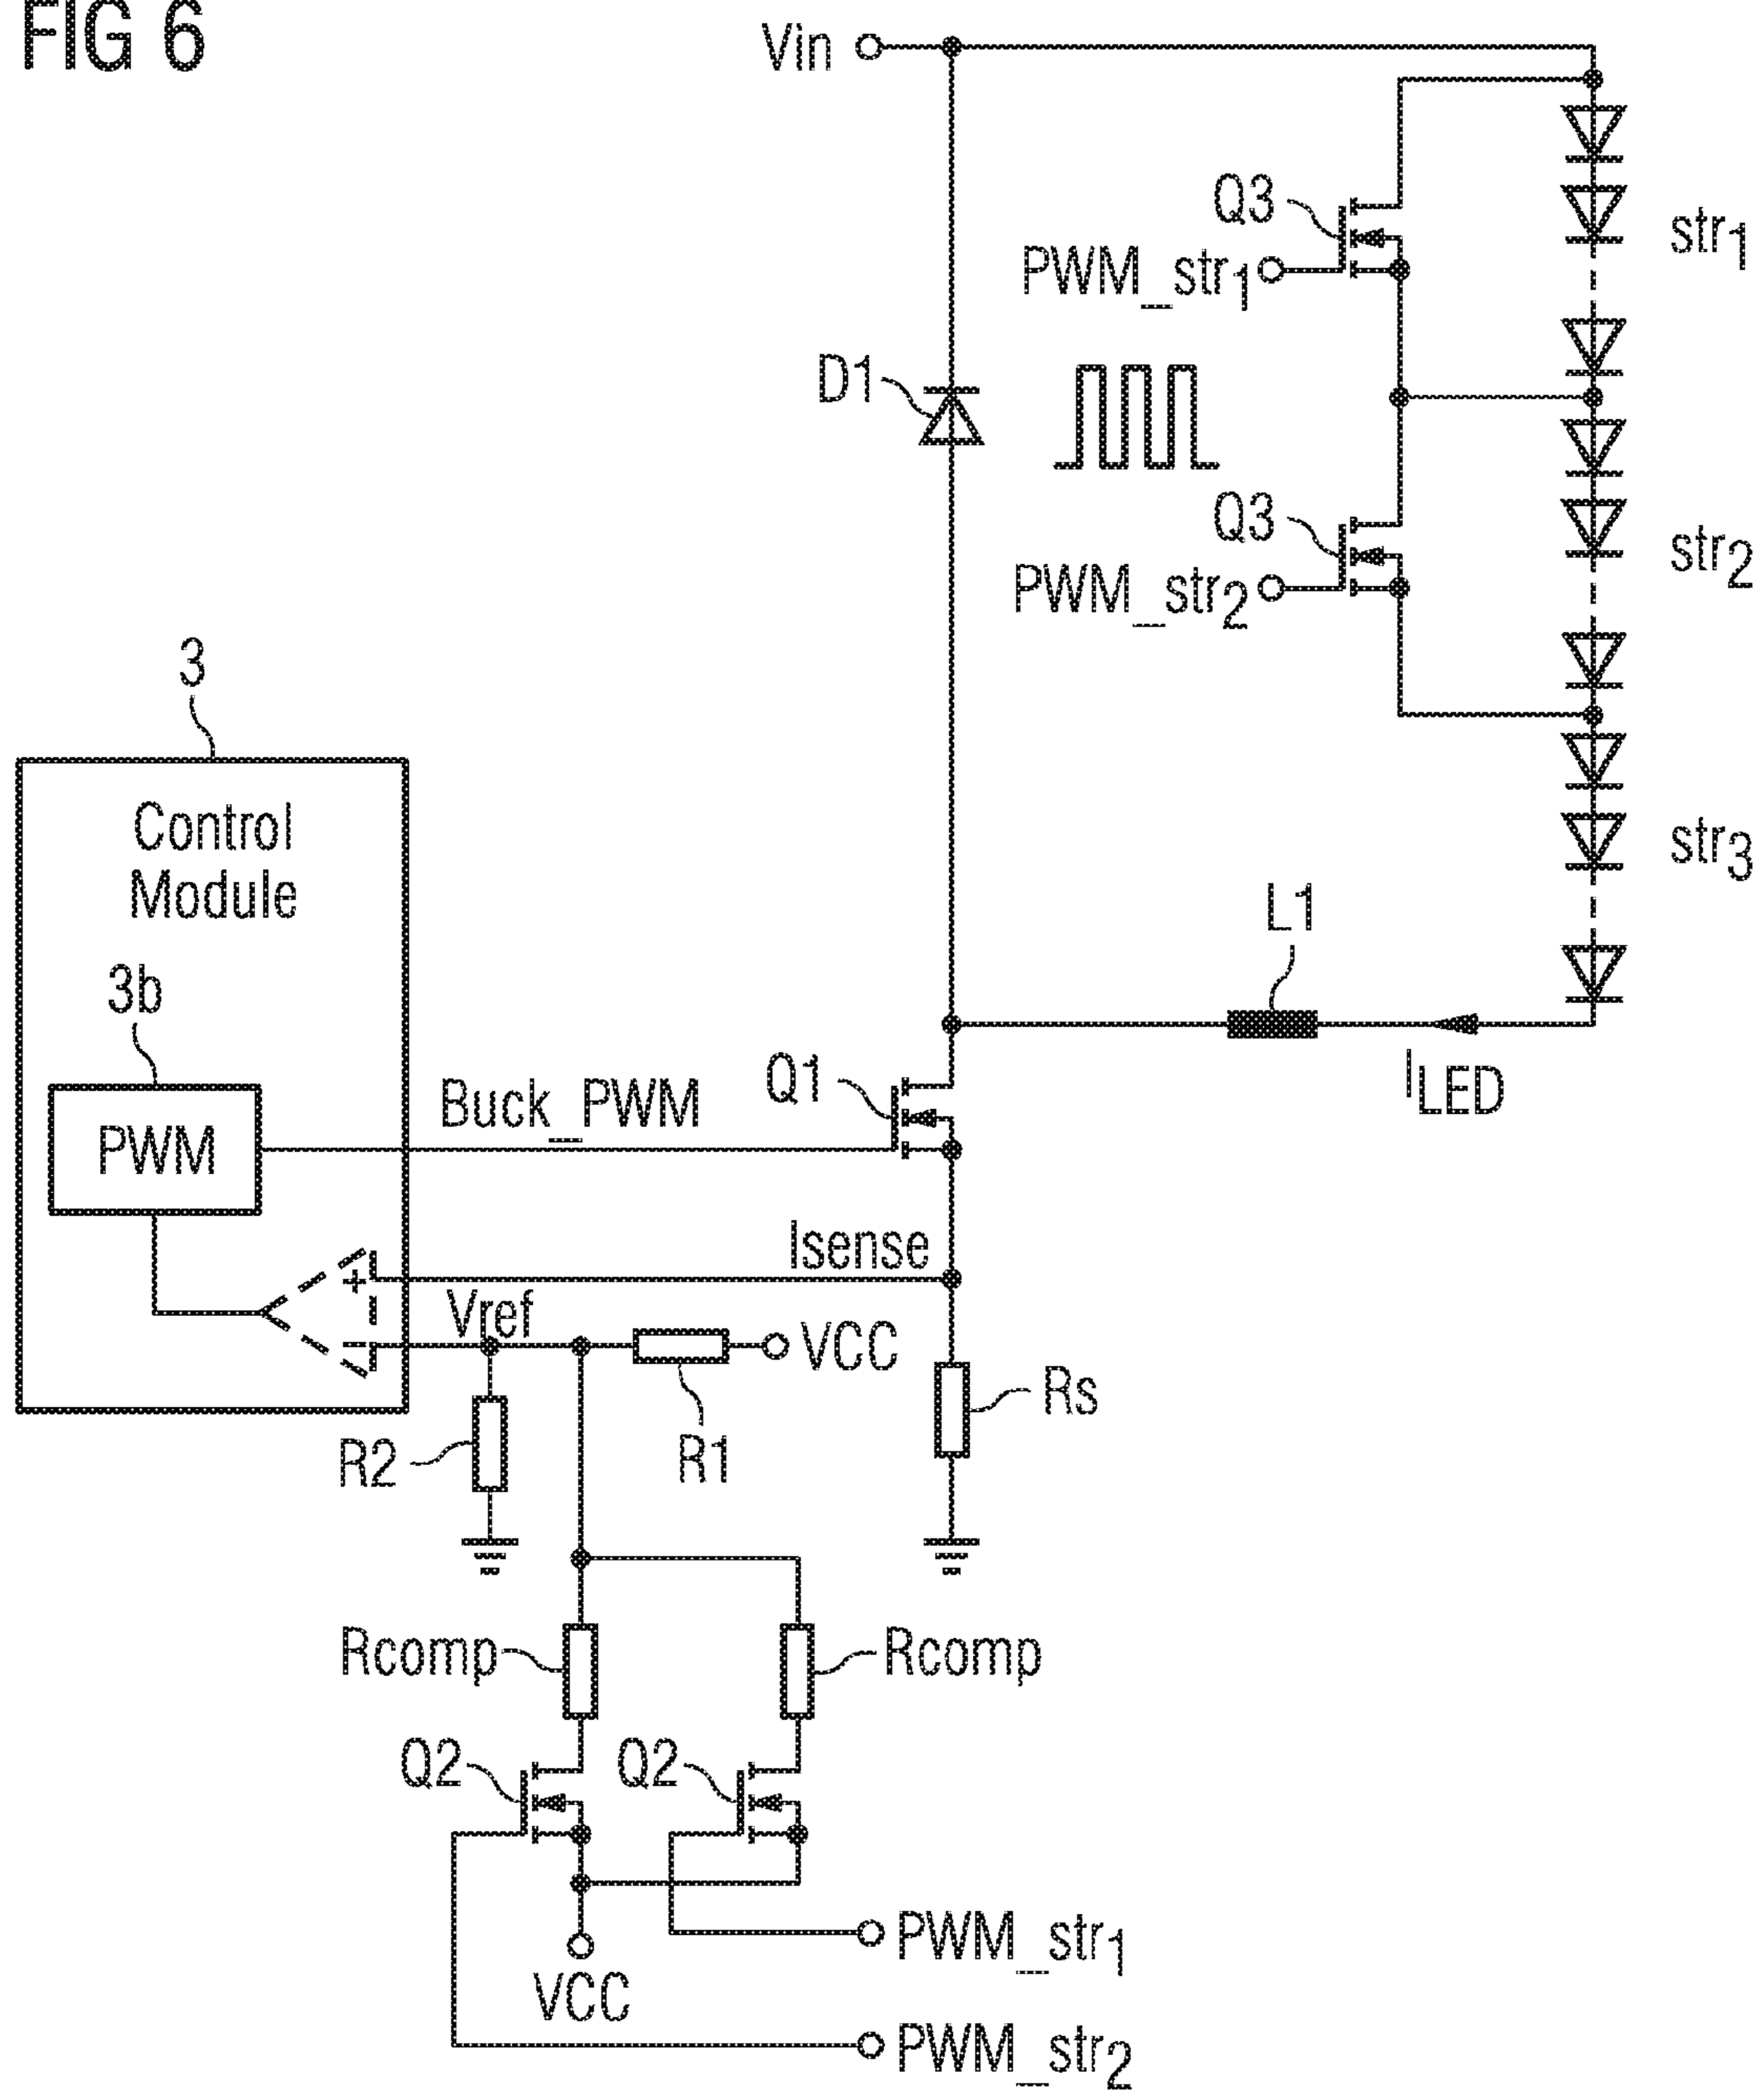 FIG 6
Vin
Q3
str1
PWM_str1
D1
Q3
str2
PWM_str2
3
Control
Module
str3
L1
3b
Q1
ILED
Buck_PWM
PWM
Isense
+
Vref
–
VCC
Rs
R2
R1
Rcomp
Rcomp
Q2
Q2
PWM_str1
VCC
PWM_str2